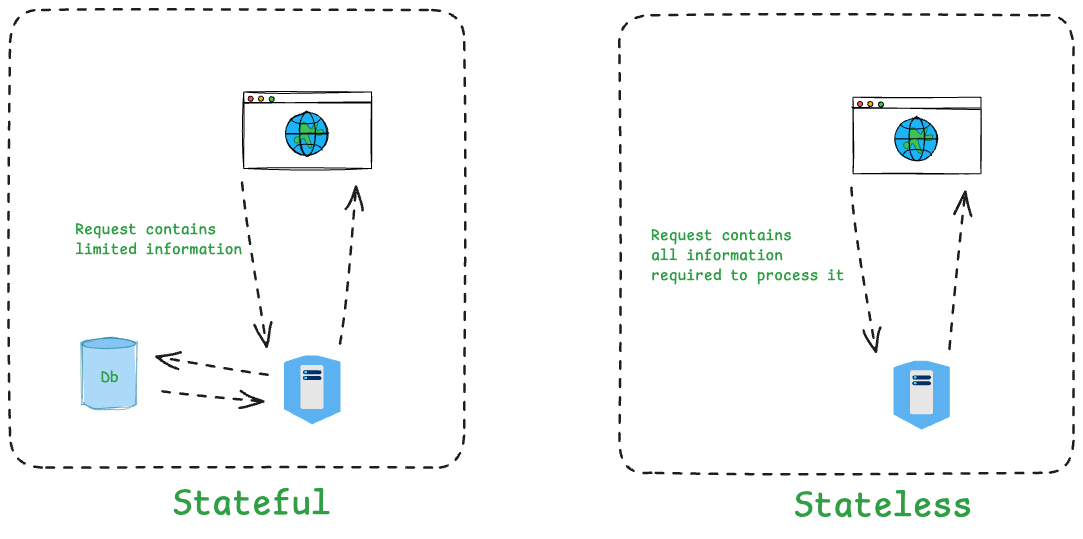 Request contains
limited information
Db
Stateful
Request contains
all information
required to process it
Stateless